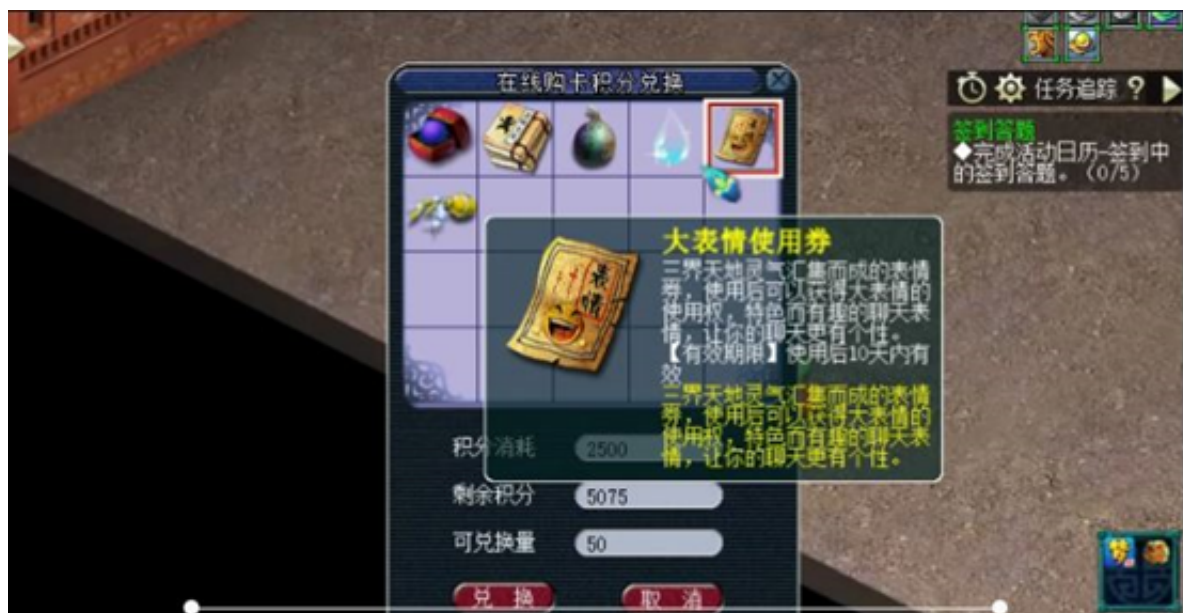 在线购卡积分兑换
任务追踪?
签到答题
◆完成活动日历-签到中
的签到答题。(0/5)
表情
大表情使用券
三界天地灵气汇集而成的表情
券,使用后可以获得大表情的
使用权,特色而有趣的聊天表
情,让你的聊天更有个性。
【有效期限】使用后10天内有
效
三界天地灵气汇集而成的表情
券,使用后可以获得大表情的
使用权,特色而有趣的聊天表
情,让你的聊天更有个性。
积分消耗 2500
剩余积分 5075
可兑换量 50
兑换 取消
梦